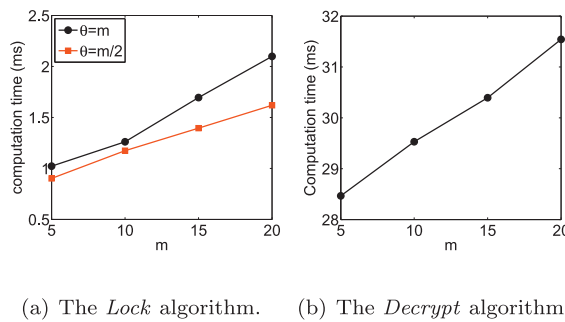 2.5
θ=m
θ=m/2
2
1.5
1
0.5
computation time (ms)
5
10
15
20
m
32
31
30
29
28
Computation time (ms)
5
10
15
20
m
(a) The Lock algorithm.
(b) The Decrypt algorithm